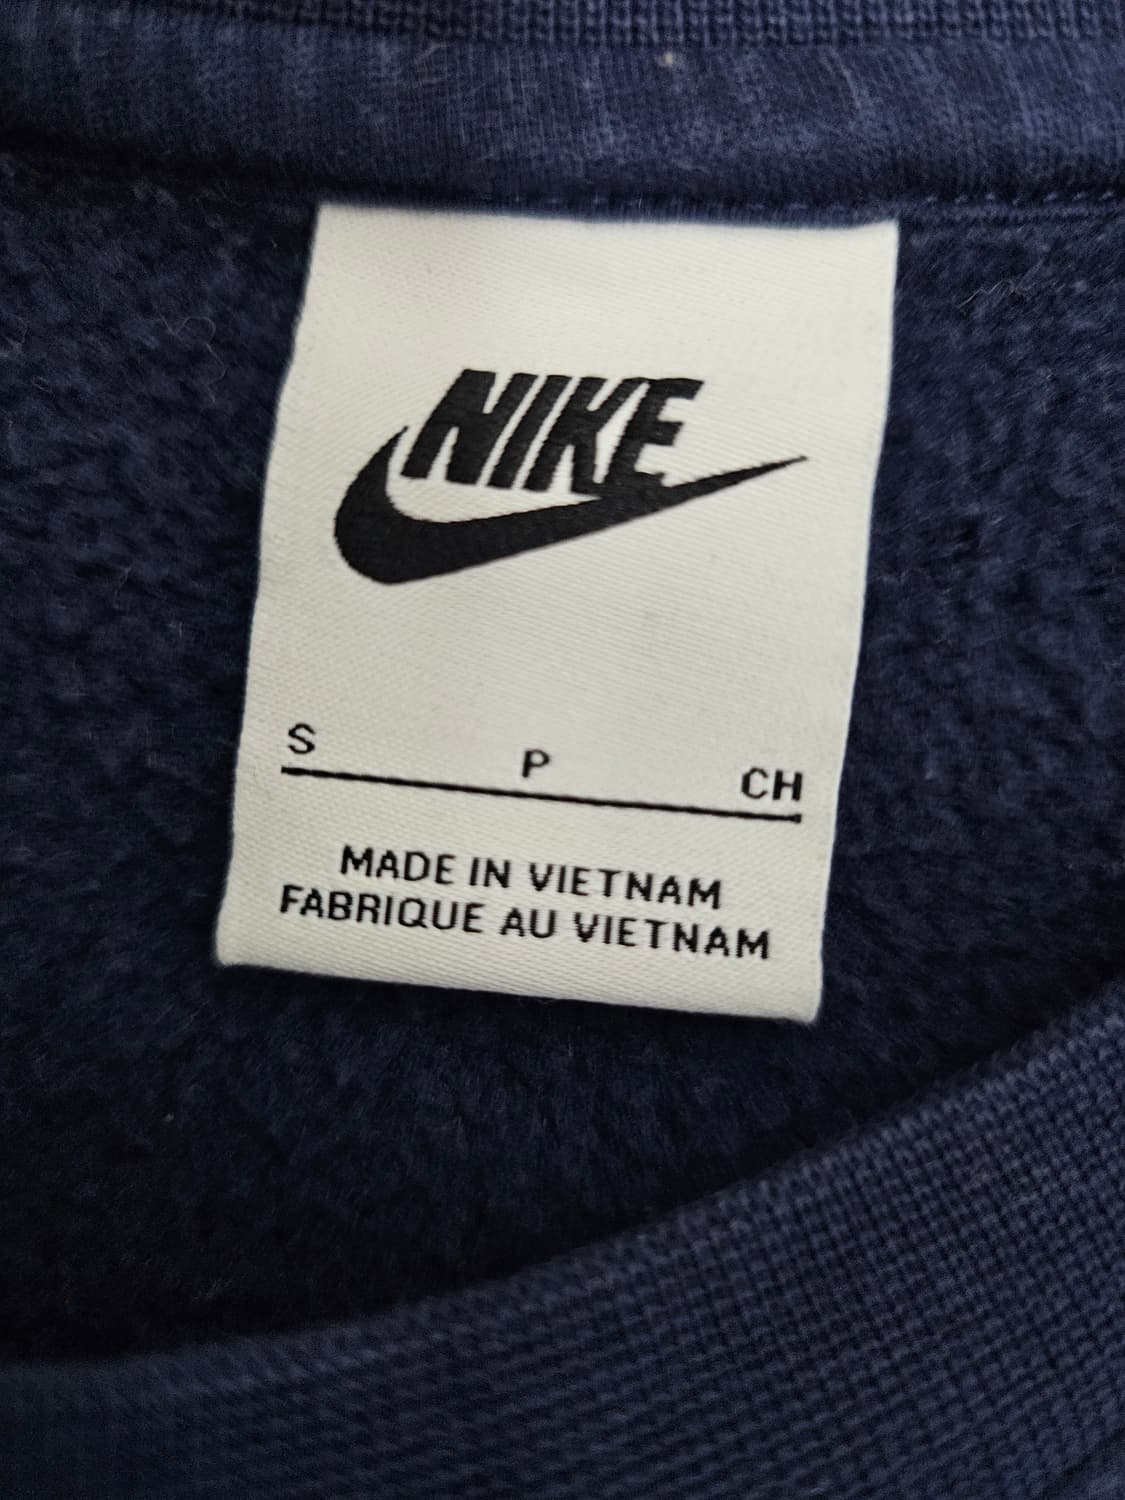 NIKE
S P CH
MADE IN VIETNAM
FABRIQUE AU VIETNAM